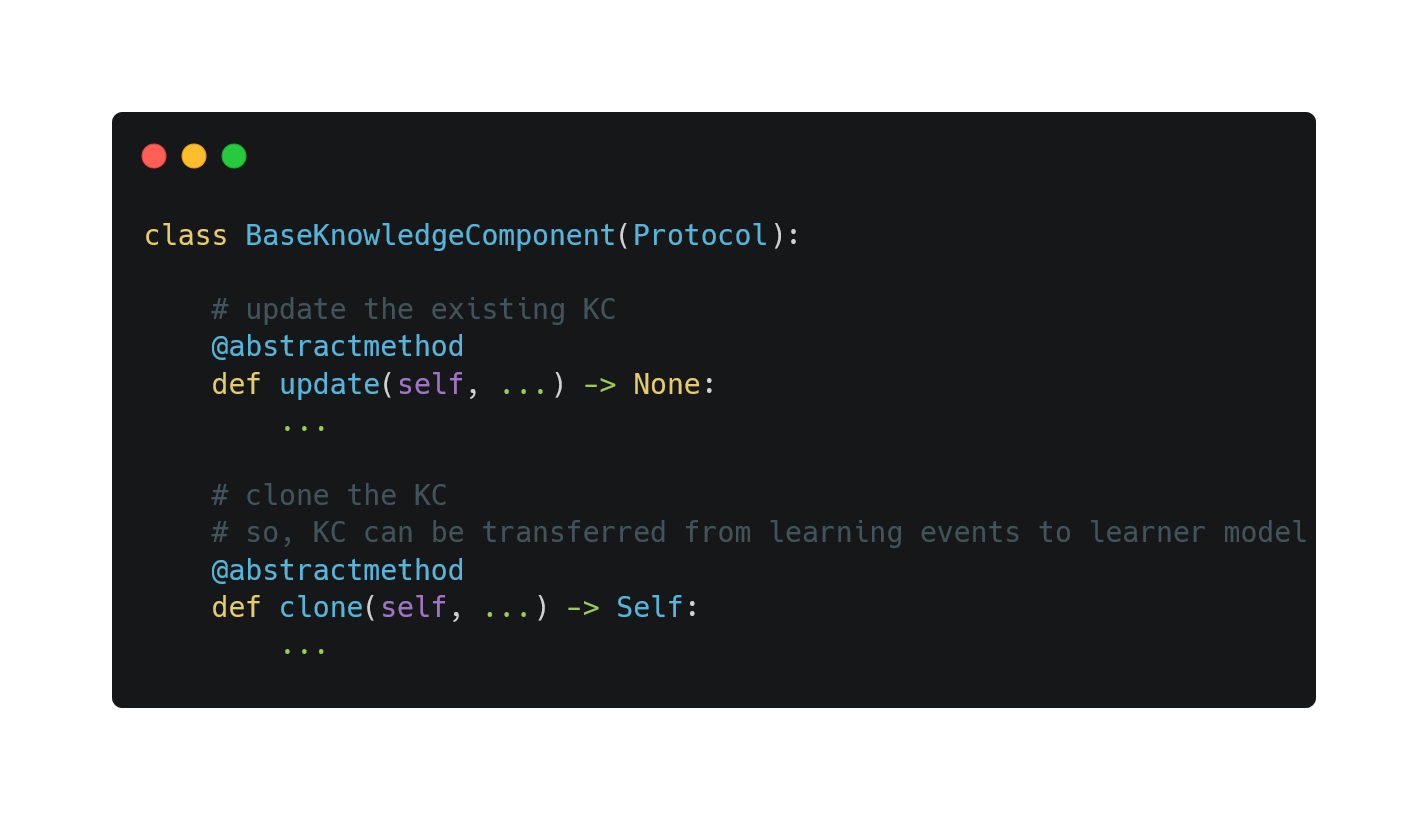 class BaseKnowledgeComponent(Protocol):
    # update the existing KC
    @abstractmethod
    def update(self, ...) -> None:
        ...
    # clone the KC
    # so, KC can be transferred from learning events to learner model
    @abstractmethod
    def clone(self, ...) -> Self:
        ...